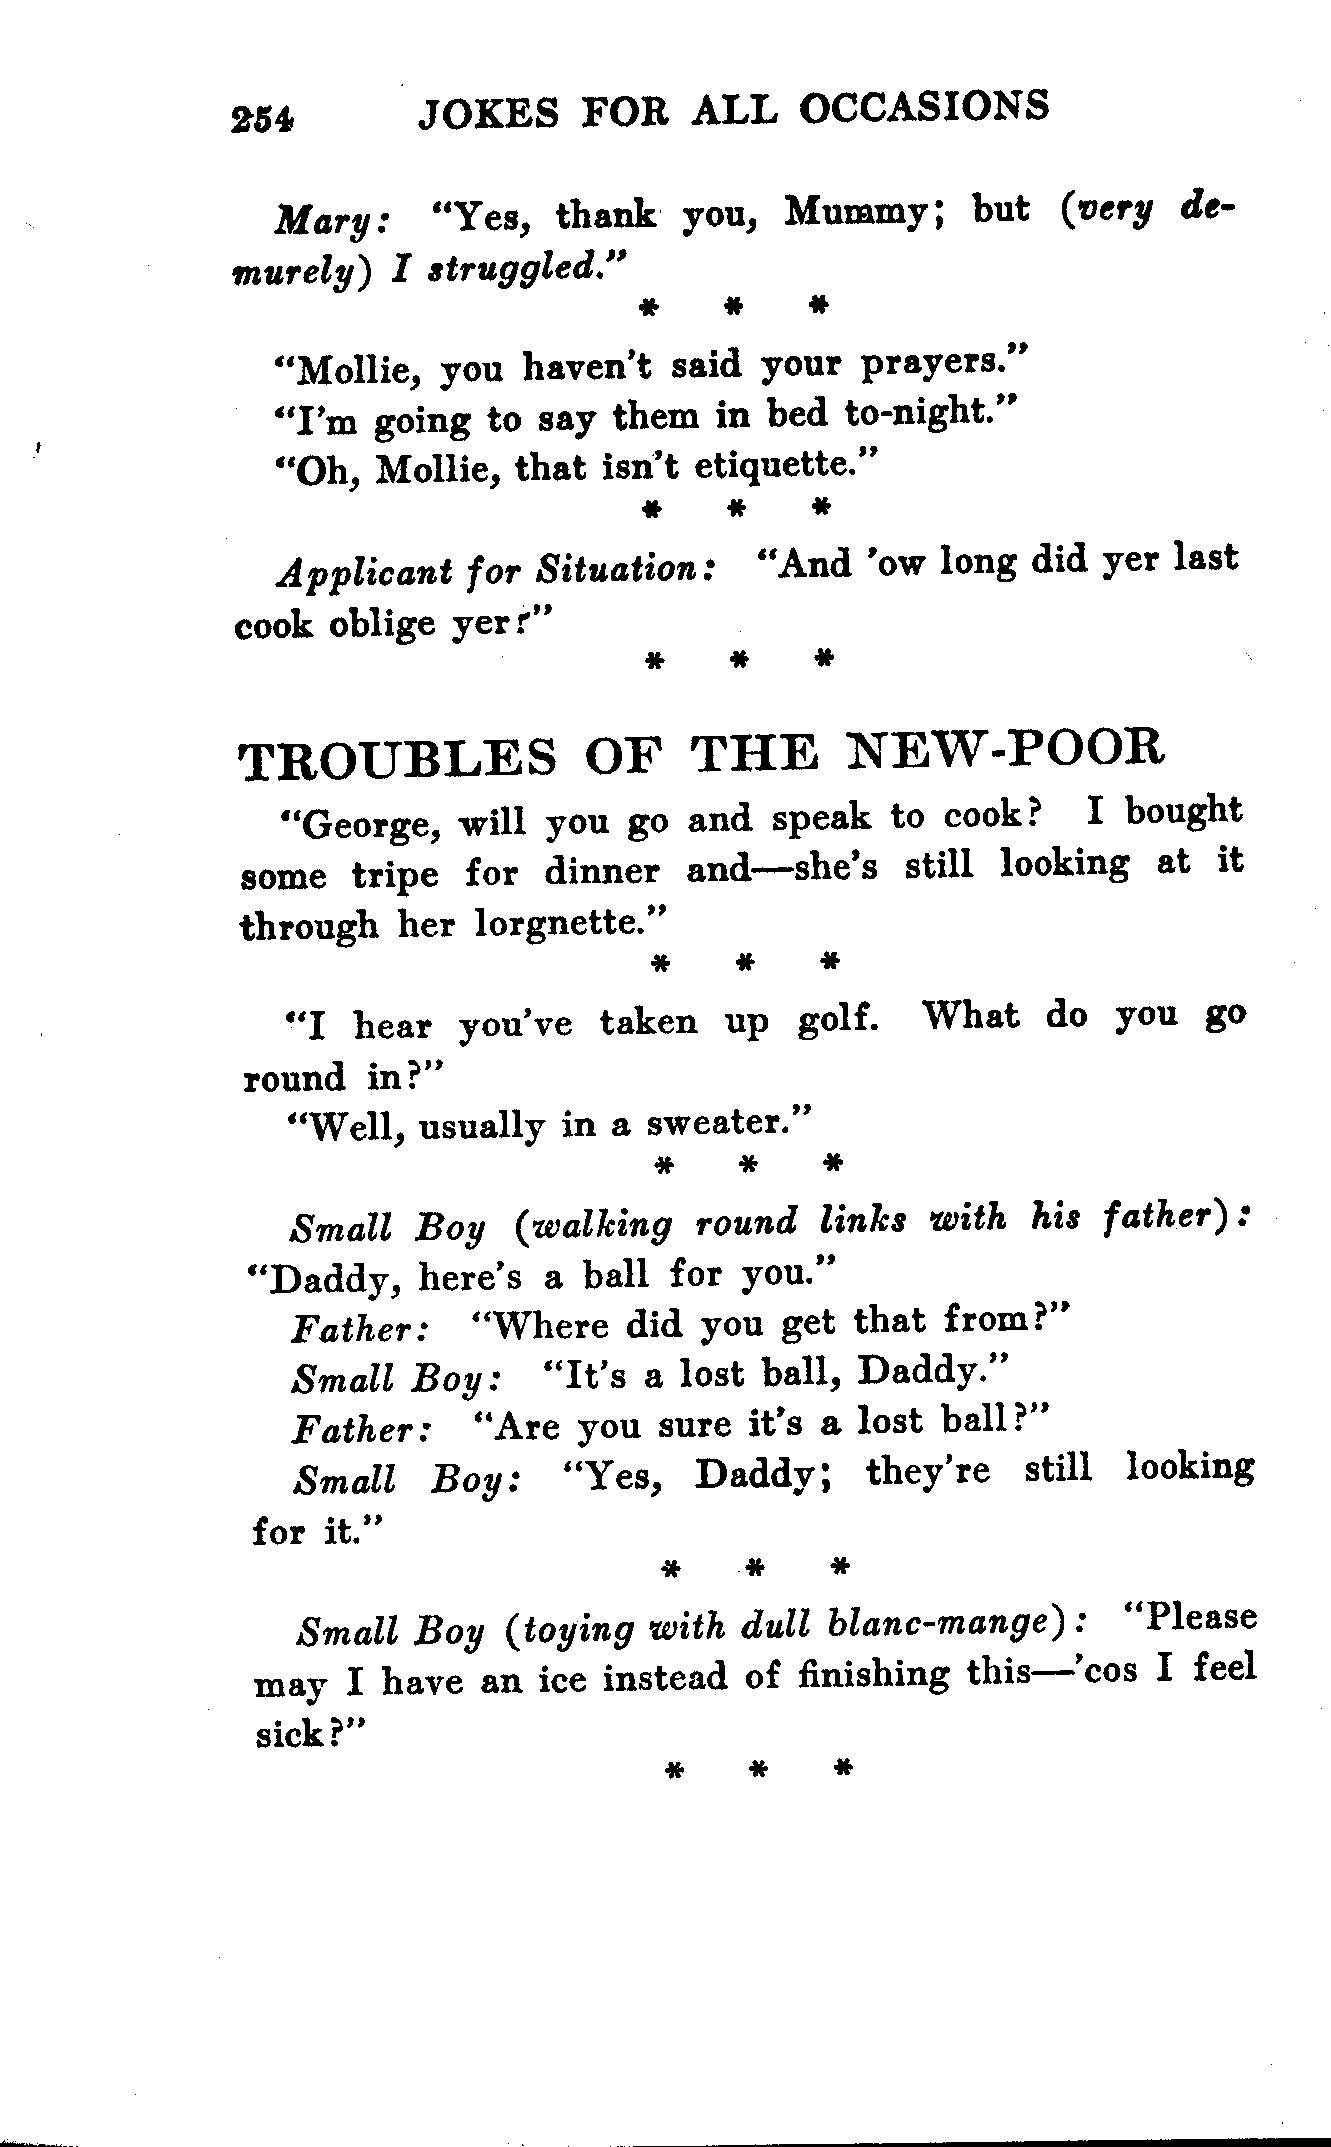 254 JOKES FOR ALL OCCASIONS
Mary: “Yes, thank you, Mummy; but (very de-
murely) I struggled.”
* * *
“Mollie, you haven’t said your prayers.”
“I’m going to say them in bed to-night.”
“Oh, Mollie, that isn’t etiquette.”
* * *
Applicant for Situation: “And ’ow long did yer last
cook oblige yer?”
* * *
TROUBLES OF THE NEW-POOR
“George, will you go and speak to cook? I bought
some tripe for dinner and—she’s still looking at it
through her lorgnette.”
* * *
“I hear you’ve taken up golf. What do you go
round in?”
“Well, usually in a sweater.”
* * *
Small Boy (walking round links with his father):
“Daddy, here’s a ball for you.”
Father: “Where did you get that from?”
Small Boy: “It’s a lost ball, Daddy.”
Father: “Are you sure it’s a lost ball?”
Small Boy: “Yes, Daddy; they’re still looking
for it.”
* * *
Small Boy (toying with dull blanc-mange): “Please
may I have an ice instead of finishing this—’cos I feel
sick?”
* * *